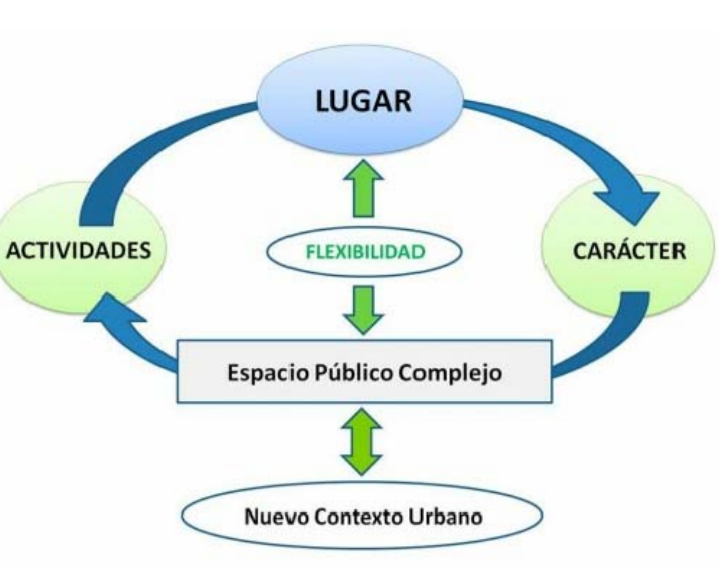 LUGAR
ACTIVIDADES
FLEXIBILIDAD
CARÁCTER
Espacio Público Complejo
Nuevo Contexto Urbano